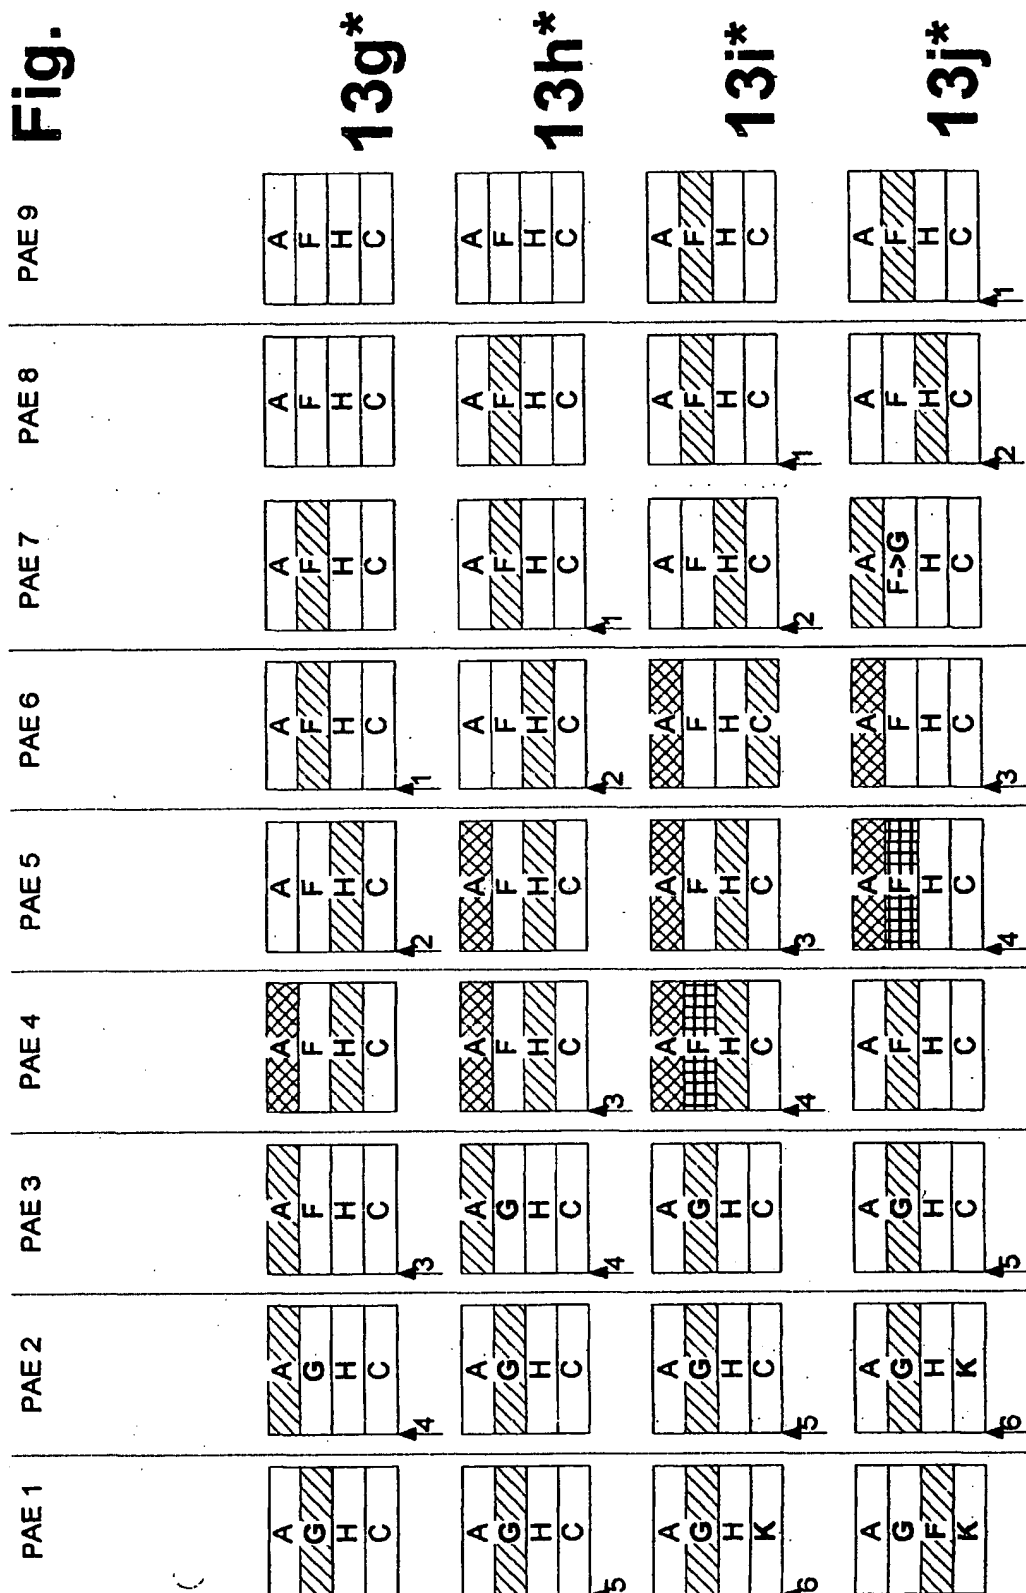 PAE 1 PAE 2 PAE 3 PAE 4 PAE 5 PAE 6 PAE 7 PAE 8 PAE 9 Fig.
A A A A A A A A A
G G F F F F F F F
H H H H H H H H H
C C C C C C C C C 13g*
4 3 2 1
A A A A A A A A A
G G G F F F F F F
H H H H H H H H H
C C C C C C C C C 13h*
5 4 3 2 1
A A A A A A A A A
G G G F F F F F F
H H H H H H H H H
K C C C C C C C C 13i*
6 5 4 3 2 1
A A A A A A A A A
G G G F F F F->G F F
F H H H H H H H H
K K C C C C C C C 13j*
6 5 4 3 2 1